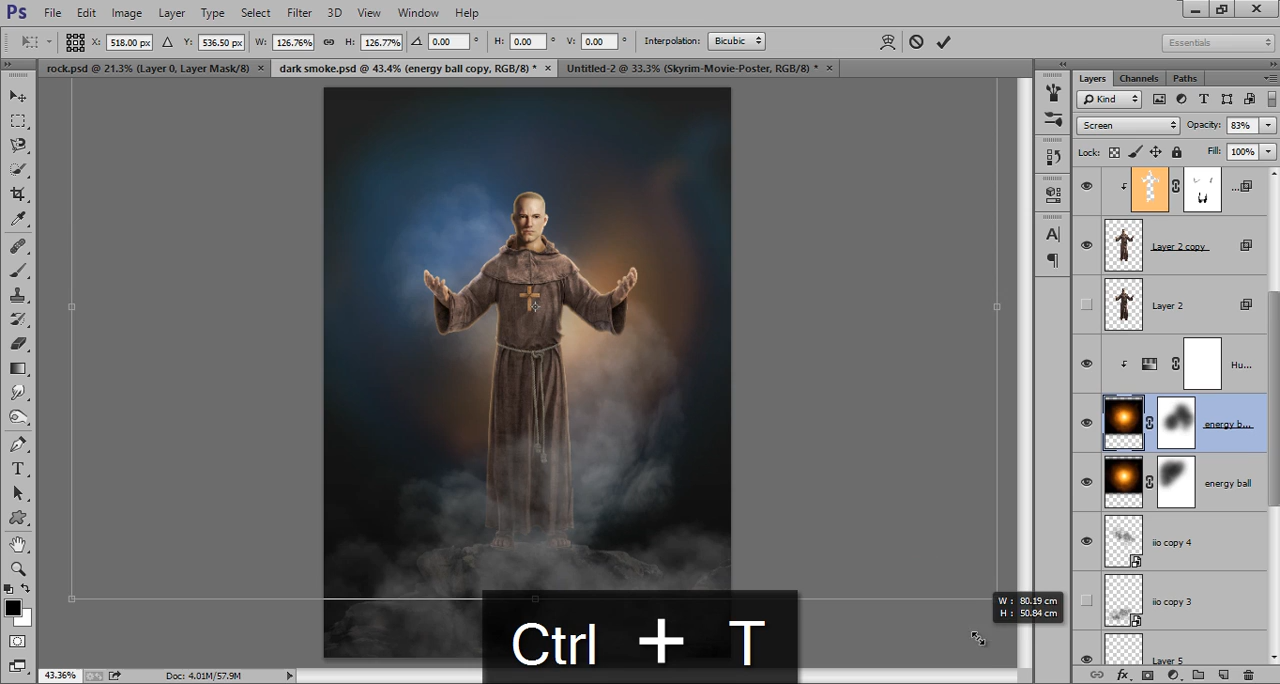 Ps File Edit Image Layer Type Select Filter 3D View Window Help
X: 518.00 px Y: 536.50 px W: 126.76% H: 126.77% 0.00 ° H: 0.00 ° V: 0.00 ° Interpolation: Bicubic Essentials
rock.psd @ 21.3% (Layer 0, Layer Mask/8) × dark smoke.psd @ 43.4% (energy ball copy, RGB/8) * × Untitled-2 @ 33.3% (Skyrim-Movie-Poster, RGB/8) * ×
Layers Channels Paths
Kind
Screen Opacity: 83%
Lock: Fill: 100%
...
Layer 2 copy
Layer 2
Hu...
energy b...
energy ball
iio copy 4
iio copy 3
Layer 5
W : 80.19 cm
H : 50.84 cm
Ctrl + T
43.36% Doc: 4.01M/57.9M